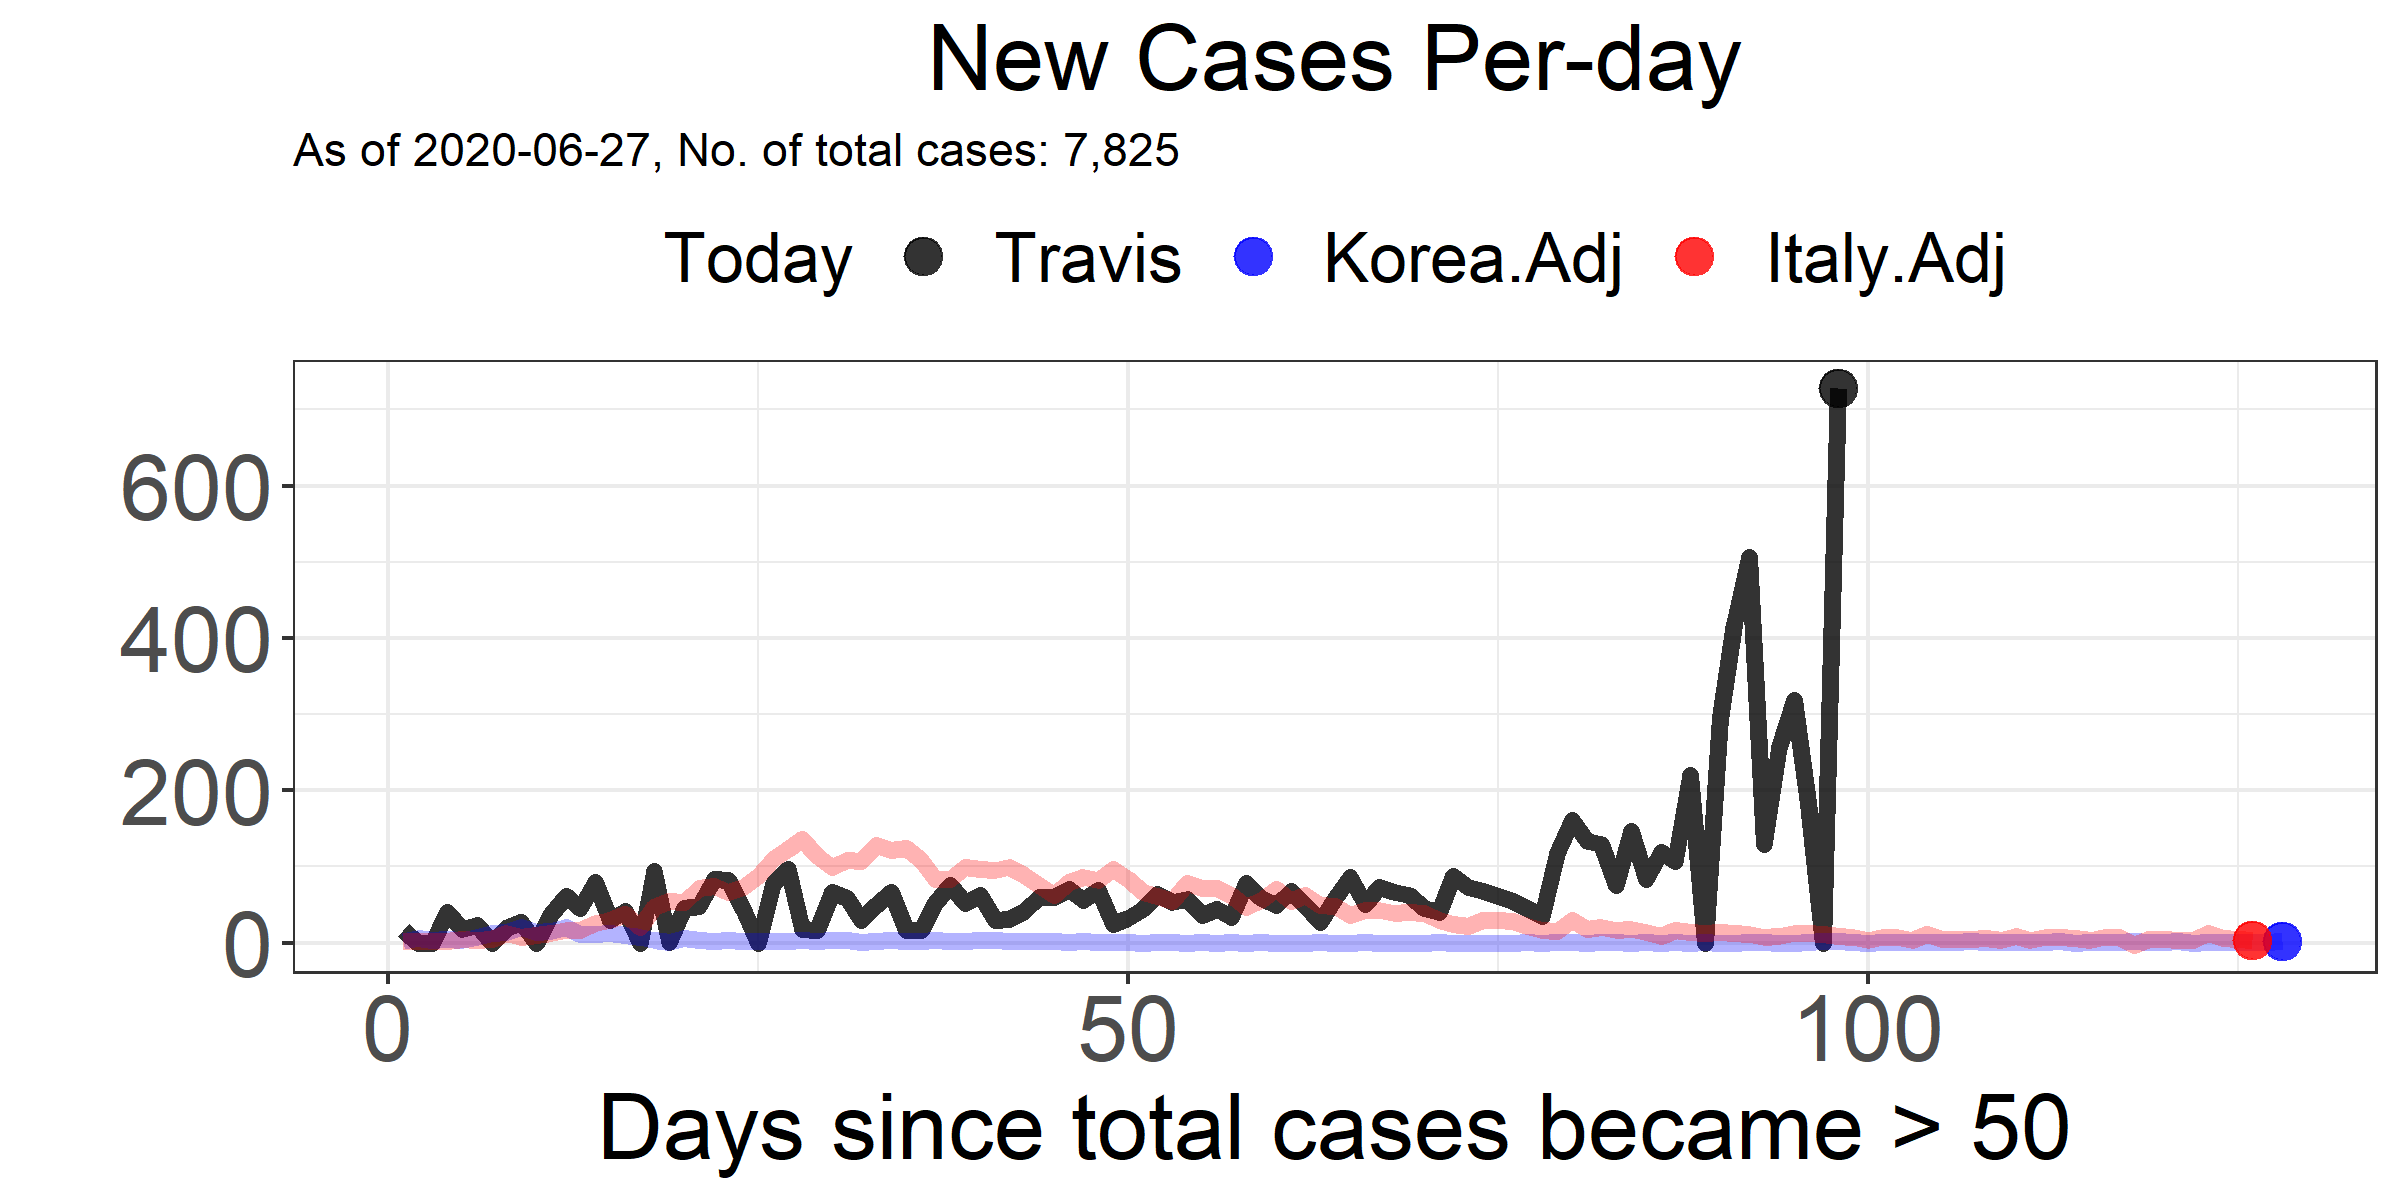 New Cases Per-day
As of 2020-06-27, No. of total cases: 7,825
Today Travis Korea.Adj Italy.Adj
600
400
200
0
0 50 100
Days since total cases became > 50